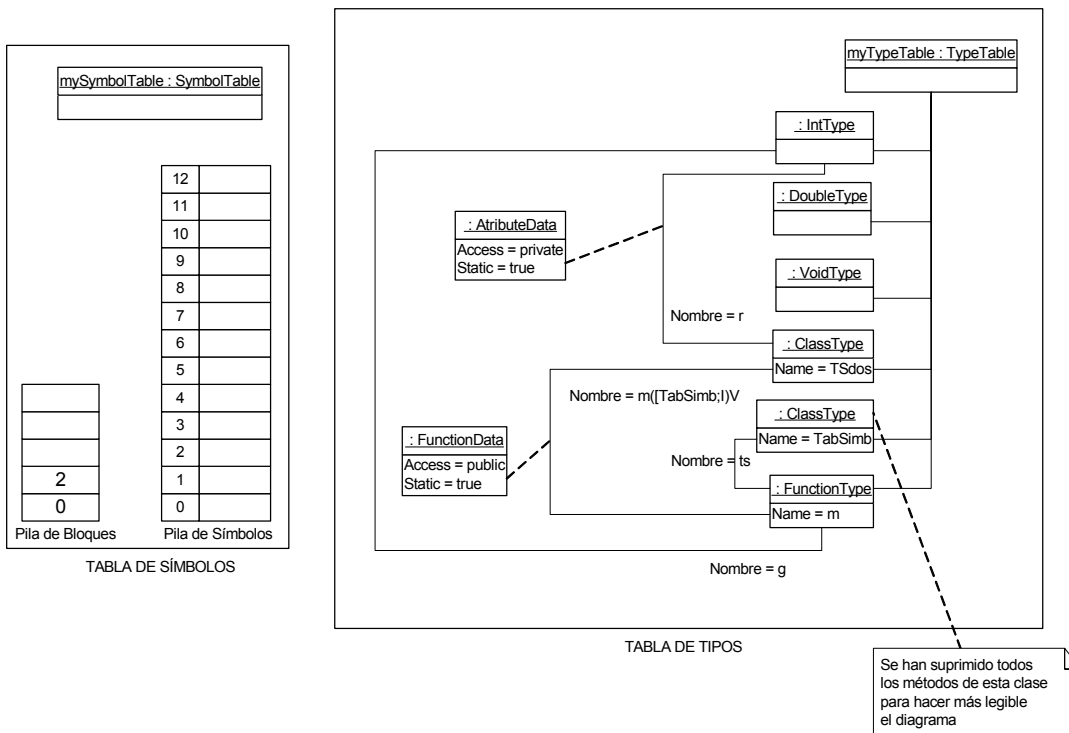 mySymbolTable : SymbolTable
12
11
10
9
8
7
6
5
4
3
2
1
0
2
0
Pila de Bloques
Pila de Símbolos
TABLA DE SÍMBOLOS
myTypeTable : TypeTable
: IntType
: DoubleType
: AtributeData
Access = private
Static = true
: VoidType
Nombre = r
: ClassType
Name = TSdos
Nombre = m([TabSimb;I)V
: ClassType
Name = TabSimb
: FunctionData
Access = public
Static = true
Nombre = ts
: FunctionType
Name = m
Nombre = g
TABLA DE TIPOS
Se han suprimido todos
los métodos de esta clase
para hacer más legible
el diagrama